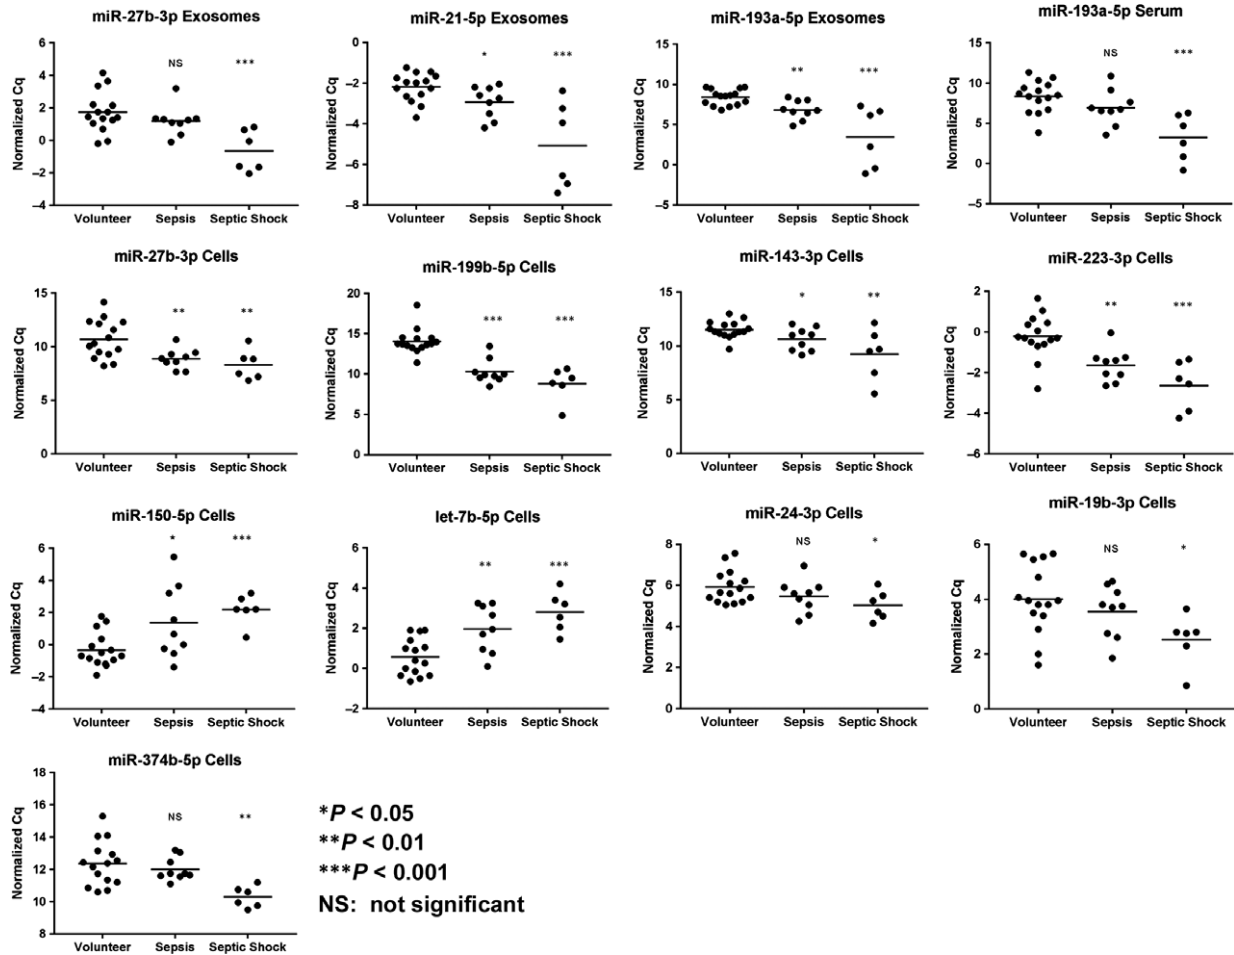 miR-27b-3p Exosomes
Normalized Cq
6
4
2
0
–2
–4
NS
***
Volunteer Sepsis Septic Shock
miR-21-5p Exosomes
Normalized Cq
0
–2
–4
–6
–8
*
***
Volunteer Sepsis Septic Shock
miR-193a-5p Exosomes
Normalized Cq
15
10
5
0
–5
**
***
Volunteer Sepsis Septic Shock
miR-193a-5p Serum
Normalized Cq
15
10
5
0
–5
NS
***
Volunteer Sepsis Septic Shock
miR-27b-3p Cells
Normalized Cq
15
10
5
0
**
**
Volunteer Sepsis Septic Shock
miR-199b-5p Cells
Normalized Cq
20
15
10
5
0
***
***
Volunteer Sepsis Septic Shock
miR-143-3p Cells
Normalized Cq
15
10
5
0
*
**
Volunteer Sepsis Septic Shock
miR-223-3p Cells
Normalized Cq
2
0
–2
–4
–6
**
***
Volunteer Sepsis Septic Shock
miR-150-5p Cells
Normalized Cq
6
4
2
0
–2
–4
*
***
Volunteer Sepsis Septic Shock
let-7b-5p Cells
Normalized Cq
6
4
2
0
–2
**
***
Volunteer Sepsis Septic Shock
miR-24-3p Cells
Normalized Cq
8
6
4
2
0
NS
*
Volunteer Sepsis Septic Shock
miR-19b-3p Cells
Normalized Cq
6
4
2
0
NS
*
Volunteer Sepsis Septic Shock
miR-374b-5p Cells
Normalized Cq
18
16
14
12
10
8
NS
**
Volunteer Sepsis Septic Shock
*P < 0.05
**P < 0.01
***P < 0.001
NS: not significant